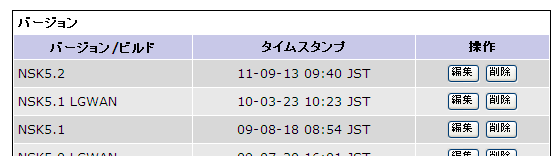 バージョン
バージョン/ビルド タイムスタンプ 操作
NSK5.2 11-09-13 09:40 JST 編集 削除
NSK5.1 LGWAN 10-03-23 10:23 JST 編集 削除
NSK5.1 09-08-18 08:54 JST 編集 削除